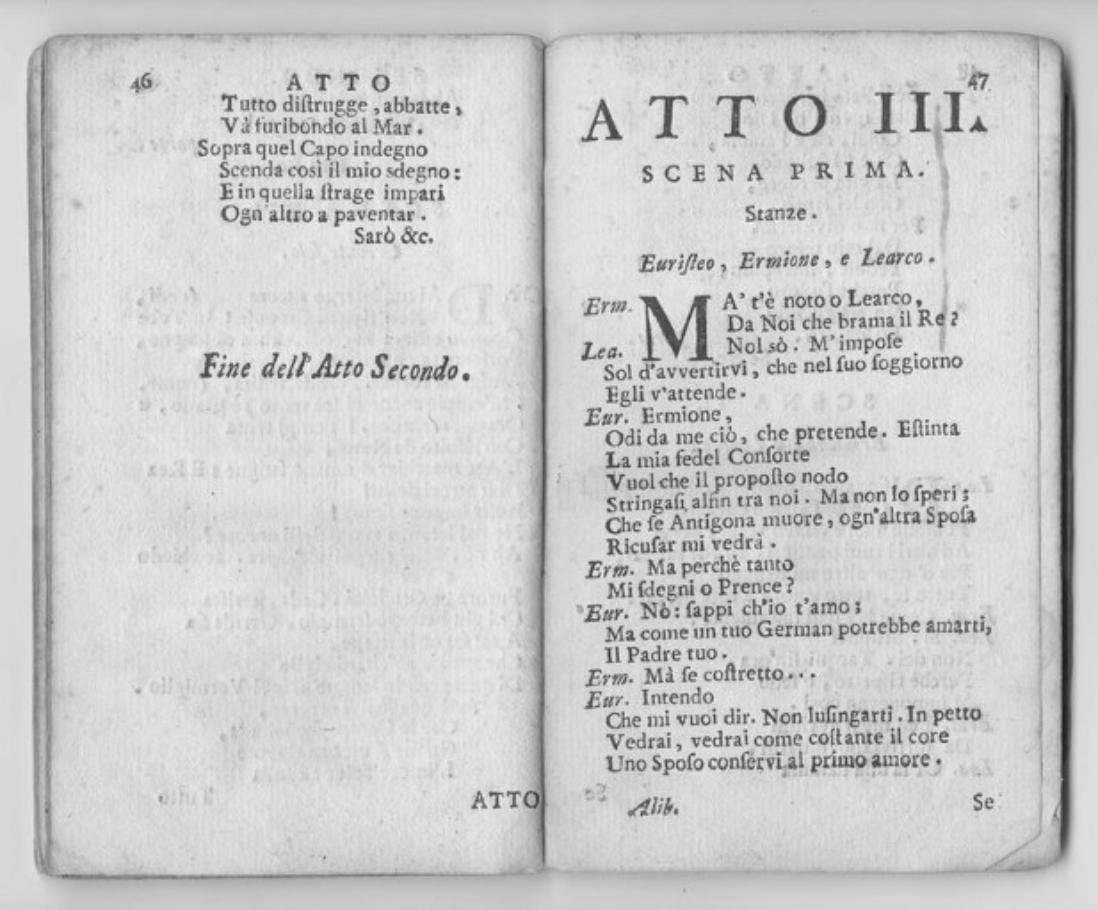 46
ATTO
Tutto diſtrugge, abbatte,
Và furibondo al Mar.
Sopra quel Capo indegno
Scenda così il mio sdegno:
E in quella ſtrage impari
Ogn'altro a paventar.
Sarò &c.
Fine dell'Atto Secondo.
ATTO
47
ATTO III.
SCENA PRIMA.
Stanze.
Euriſteo, Ermione, e Learco.
Erm. MA' t'è noto o Learco,
Da Noi che brama il Re?
Lea. Nol sò. M'impoſe
Sol d'avvertirvi, che nel ſuo ſoggiorno
Egli v'attende.
Eur. Ermione,
Odi da me ciò, che pretende. Eſtinta
La mia fedel Conſorte
Vuol che il propoſto nodo
Stringaſi alfin tra noi. Ma non lo ſperi;
Che ſe Antigona muore, ogn'altra Spoſa
Ricuſar mi vedrà.
Erm. Ma perchè tanto
Mi ſdegni o Prence?
Eur. Nò: ſappi ch'io t'amo;
Ma come un tuo German potrebbe amarti,
Il Padre tuo.
Erm. Mà ſe coſtretto...
Eur. Intendo
Che mi vuoi dir. Non luſingarti. In petto
Vedrai, vedrai come coſtante il core
Uno Spoſo conſervi al primo amore.
Alib.
Se